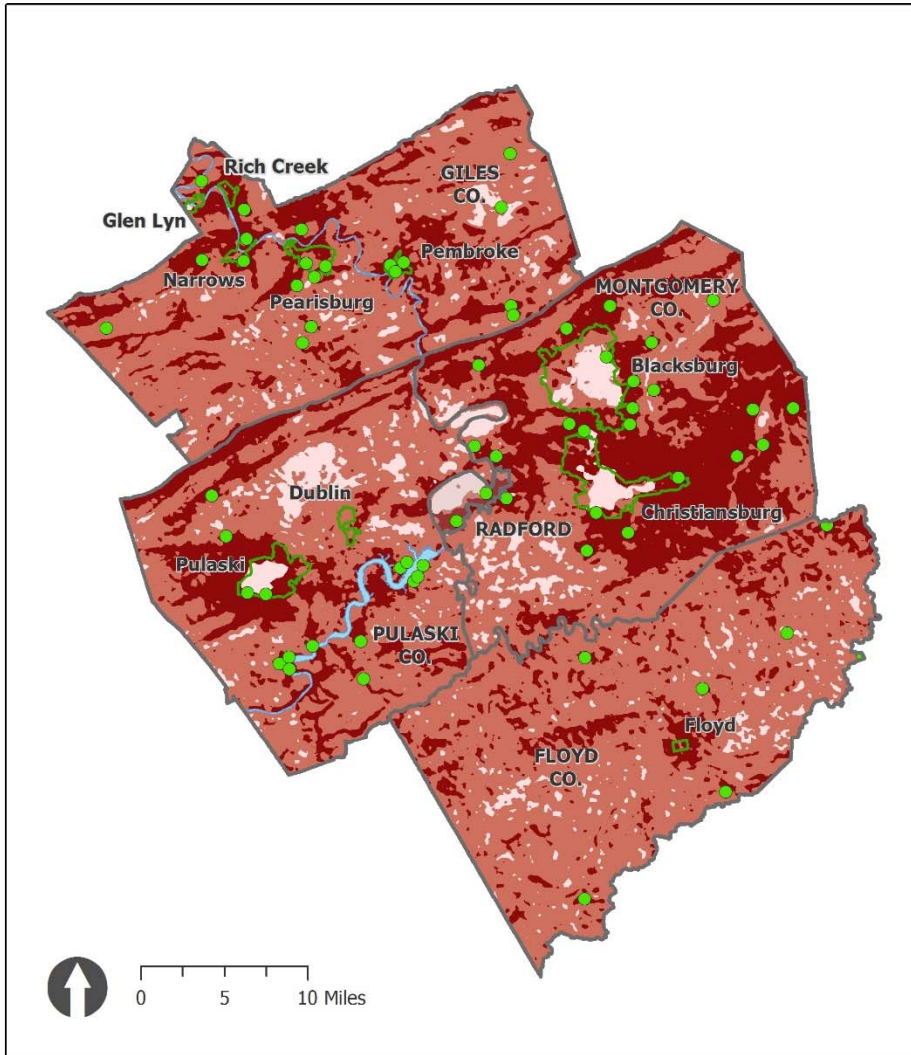 Rich Creek
GILES
CO.
Glen Lyn
Pembroke
Narrows
MONTGOMERY
CO.
Pearisburg
Blacksburg
Dublin
Christiansburg
RADFORD
Pulaski
PULASKI
CO.
Floyd
FLOYD
CO.
0 5 10 Miles